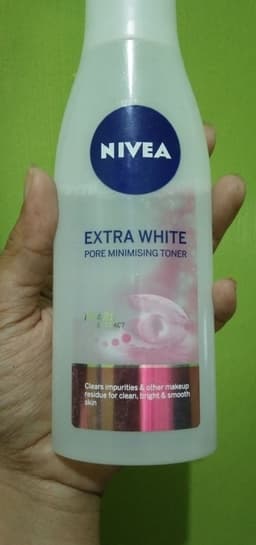 NIVEA
EXTRA WHITE
PORE MINIMISING TONER
Clears impurities & other makeup
residue for clean, bright & smooth
skin